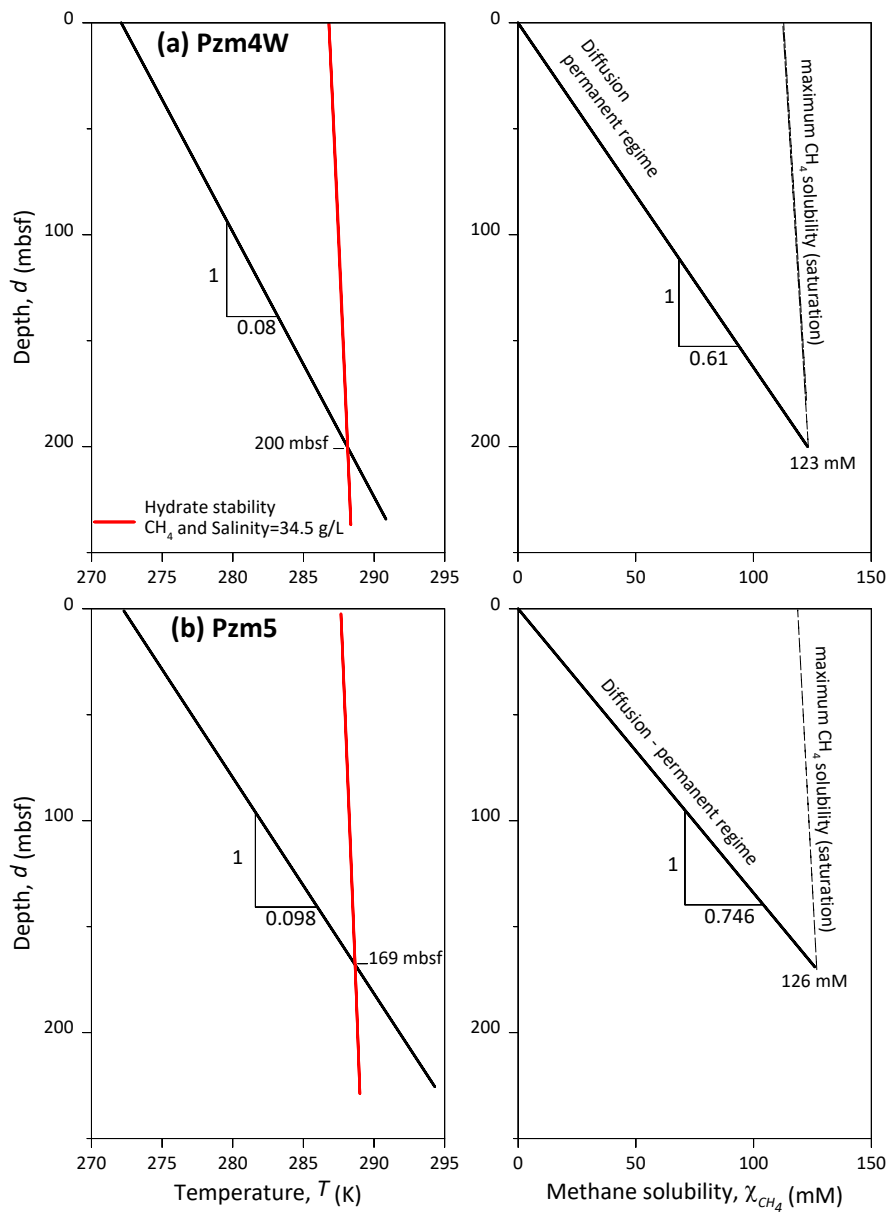 0
100
200
Depth, d (mbsf)
(a) Pzm4W
1
0.08
200 mbsf
Hydrate stability
CH₄ and Salinity=34.5 g/L
270
275
280
285
290
295
0
100
200
Diffusion
permanent regime
maximum CH₄ solubility (saturation)
1
0.61
123 mM
0
50
100
150
0
100
200
Depth, d (mbsf)
(b) Pzm5
1
0.098
169 mbsf
270
275
280
285
290
295
Temperature, T (K)
0
100
200
Diffusion - permanent regime
maximum CH₄ solubility (saturation)
1
0.746
126 mM
0
50
100
150
Methane solubility, χCH₄ (mM)